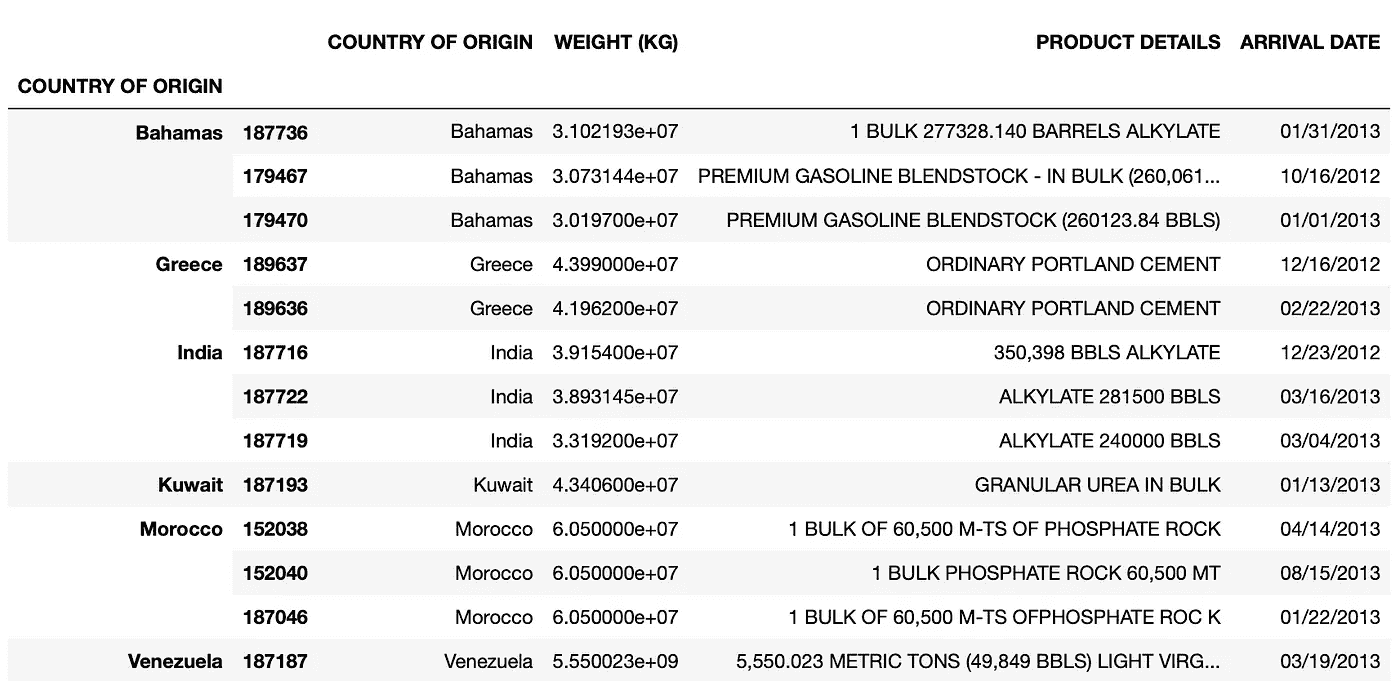 COUNTRY OF ORIGIN WEIGHT (KG) PRODUCT DETAILS ARRIVAL DATE
COUNTRY OF ORIGIN
Bahamas 187736 Bahamas 3.102193e+07 1 BULK 277328.140 BARRELS ALKYLATE 01/31/2013
179467 Bahamas 3.073144e+07 PREMIUM GASOLINE BLENDSTOCK - IN BULK (260,061... 10/16/2012
179470 Bahamas 3.019700e+07 PREMIUM GASOLINE BLENDSTOCK (260123.84 BBLS) 01/01/2013
Greece 189637 Greece 4.399000e+07 ORDINARY PORTLAND CEMENT 12/16/2012
189636 Greece 4.196200e+07 ORDINARY PORTLAND CEMENT 02/22/2013
India 187716 India 3.915400e+07 350,398 BBLS ALKYLATE 12/23/2012
187722 India 3.893145e+07 ALKYLATE 281500 BBLS 03/16/2013
187719 India 3.319200e+07 ALKYLATE 240000 BBLS 03/04/2013
Kuwait 187193 Kuwait 4.340600e+07 GRANULAR UREA IN BULK 01/13/2013
Morocco 152038 Morocco 6.050000e+07 1 BULK OF 60,500 M-TS OF PHOSPHATE ROCK 04/14/2013
152040 Morocco 6.050000e+07 1 BULK PHOSPHATE ROCK 60,500 MT 08/15/2013
187046 Morocco 6.050000e+07 1 BULK OF 60,500 M-TS OFPHOSPHATE ROC K 01/22/2013
Venezuela 187187 Venezuela 5.550023e+09 5,550.023 METRIC TONS (49,849 BBLS) LIGHT VIRG... 03/19/2013